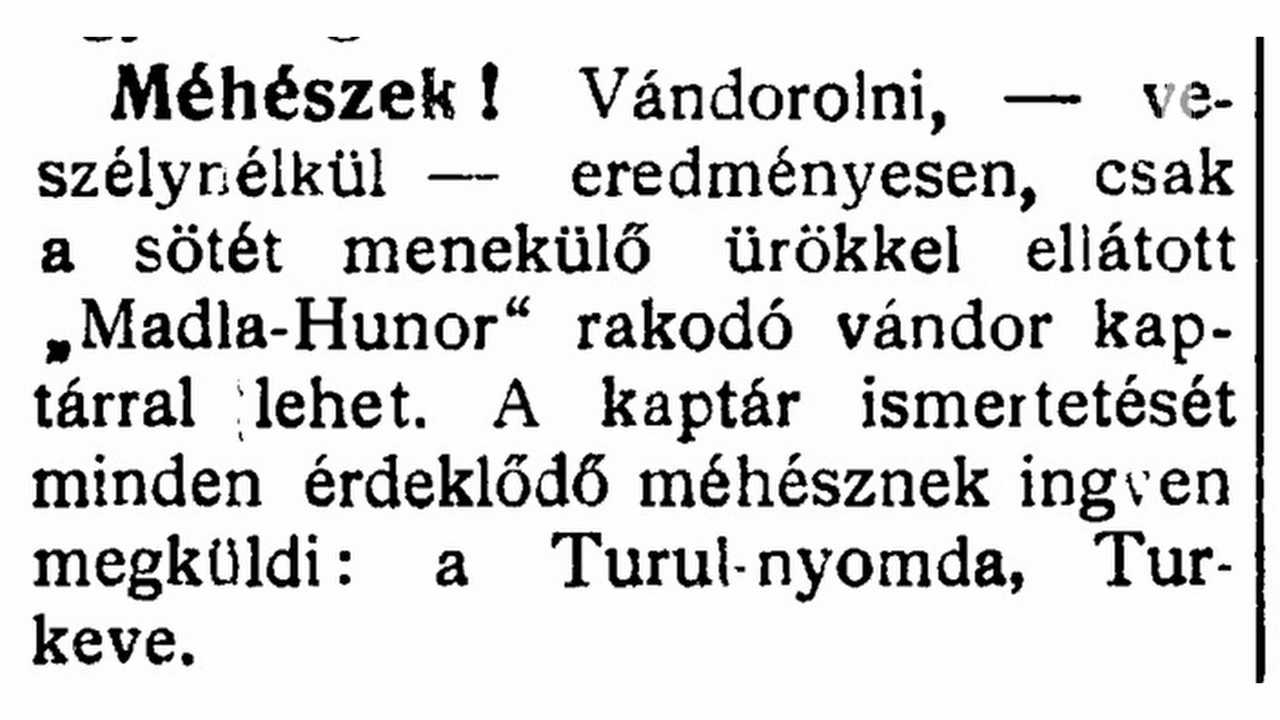 Méhészek! Vándorolni, — ve-
szélynélkül — eredményesen, csak
a sötét menekülő ürökkel ellátott
„Madla-Hunor“ rakodó vándor kap-
tárral lehet. A kaptár ismertetését
minden érdeklődő méhésznek ingyen
megküldi: a Turul-nyomda, Tur-
keve.